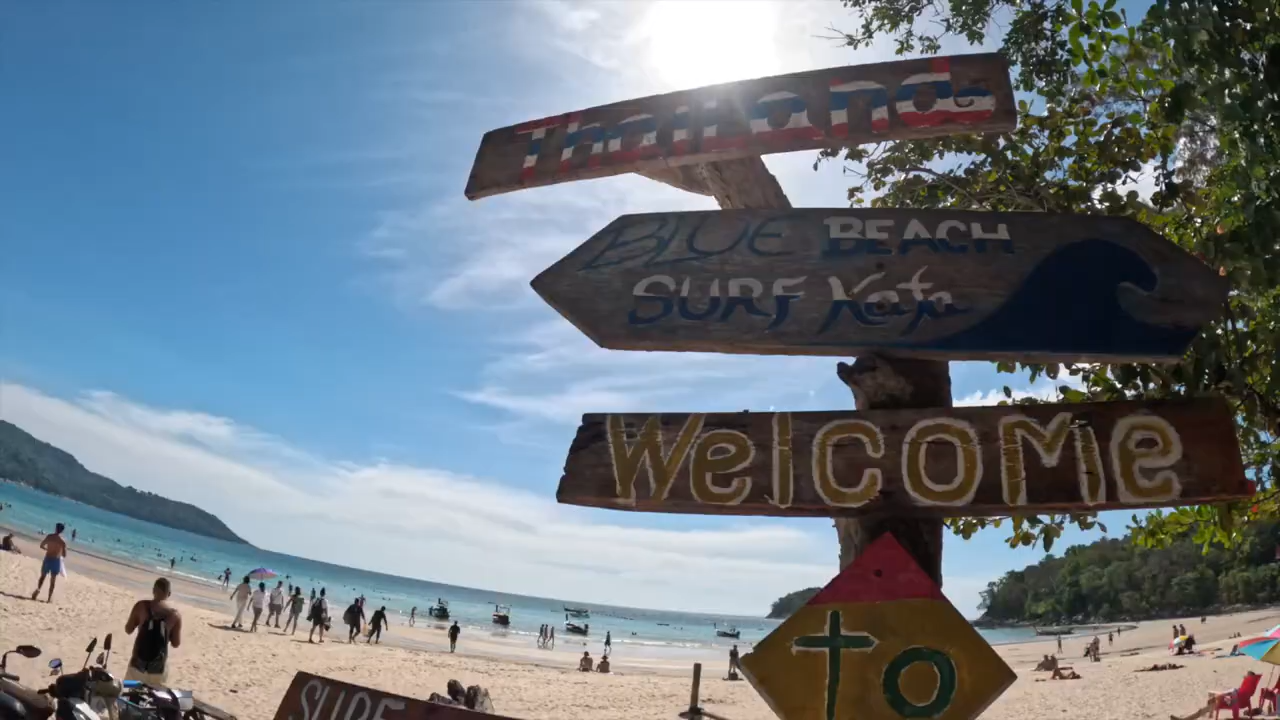 Thailand
BLUE BEACH
SURF Kata
Welcome
to
SURF